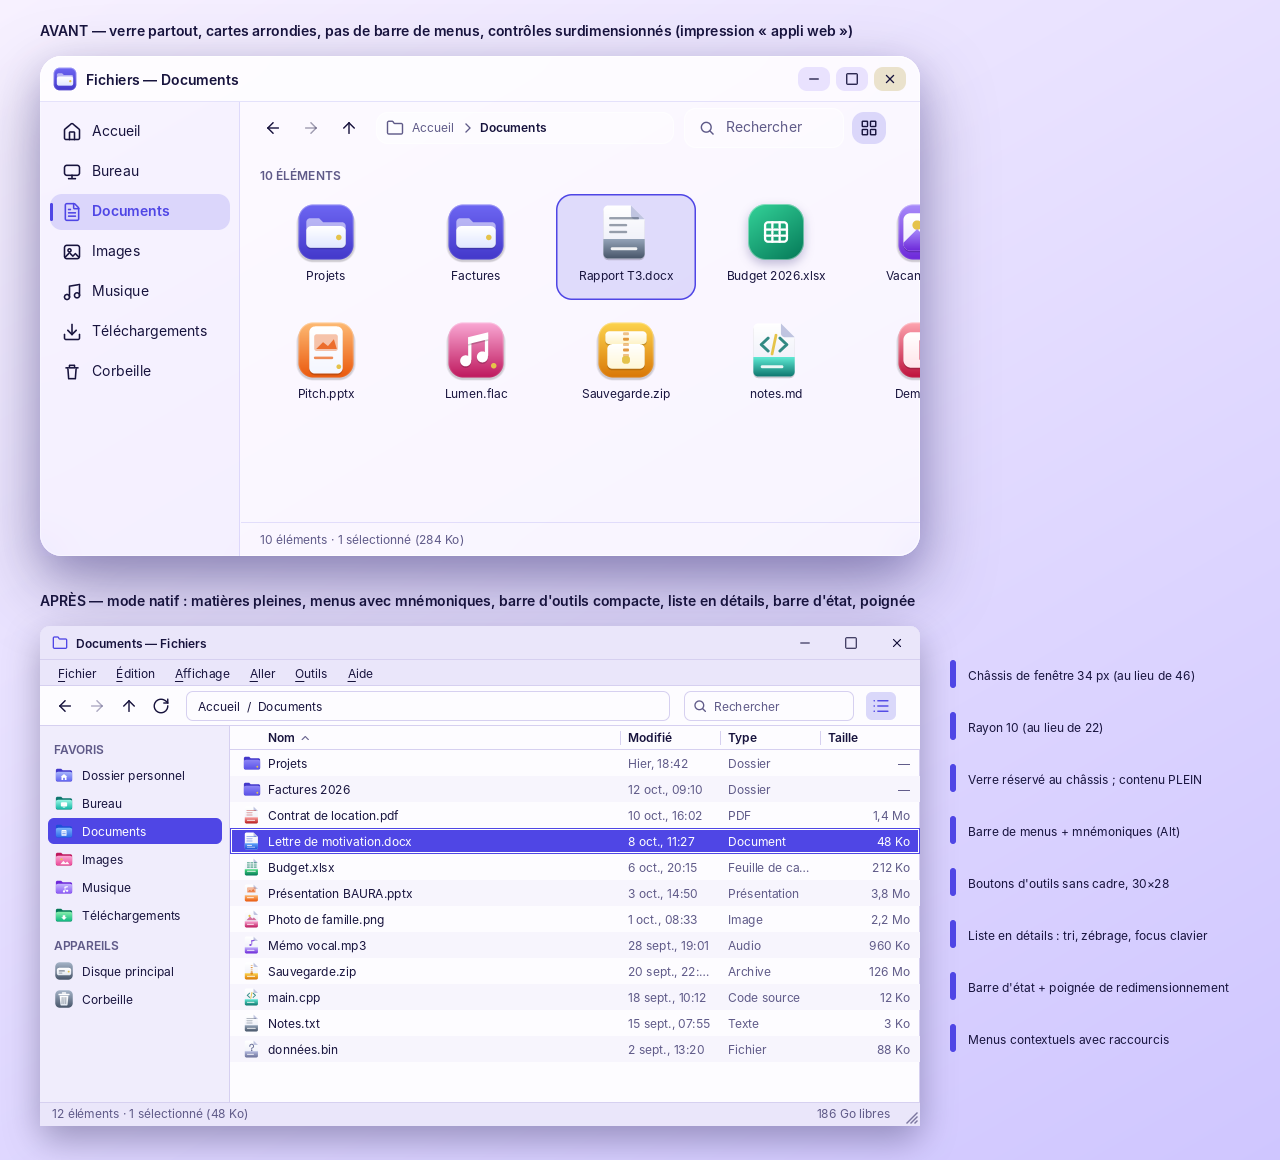 AVANT — verre partout, cartes arrondies, pas de barre de menus, contrôles surdimensionnés (impression « appli web »)
Fichiers — Documents
Accueil
Bureau
Documents
Images
Musique
Téléchargements
Corbeille
Accueil Documents Rechercher
10 ÉLÉMENTS
Projets Factures Rapport T3.docx Budget 2026.xlsx Vacan
Pitch.pptx Lumen.flac Sauvegarde.zip notes.md Dem
10 éléments · 1 sélectionné (284 Ko)
APRÈS — mode natif : matières pleines, menus avec mnémoniques, barre d'outils compacte, liste en détails, barre d'état, poignée
Documents — Fichiers
Fichier Édition Affichage Aller Outils Aide
Accueil / Documents Rechercher
FAVORIS
Dossier personnel
Bureau
Documents
Images
Musique
Téléchargements
APPAREILS
Disque principal
Corbeille
Nom Modifié Type Taille
Projets Hier, 18:42 Dossier —
Factures 2026 12 oct., 09:10 Dossier —
Contrat de location.pdf 10 oct., 16:02 PDF 1,4 Mo
Lettre de motivation.docx 8 oct., 11:27 Document 48 Ko
Budget.xlsx 6 oct., 20:15 Feuille de ca... 212 Ko
Présentation BAURA.pptx 3 oct., 14:50 Présentation 3,8 Mo
Photo de famille.png 1 oct., 08:33 Image 2,2 Mo
Mémo vocal.mp3 28 sept., 19:01 Audio 960 Ko
Sauvegarde.zip 20 sept., 22:... Archive 126 Mo
main.cpp 18 sept., 10:12 Code source 12 Ko
Notes.txt 15 sept., 07:55 Texte 3 Ko
données.bin 2 sept., 13:20 Fichier 88 Ko
12 éléments · 1 sélectionné (48 Ko) 186 Go libres
Châssis de fenêtre 34 px (au lieu de 46)
Rayon 10 (au lieu de 22)
Verre réservé au châssis ; contenu PLEIN
Barre de menus + mnémoniques (Alt)
Boutons d'outils sans cadre, 30×28
Liste en détails : tri, zébrage, focus clavier
Barre d'état + poignée de redimensionnement
Menus contextuels avec raccourcis